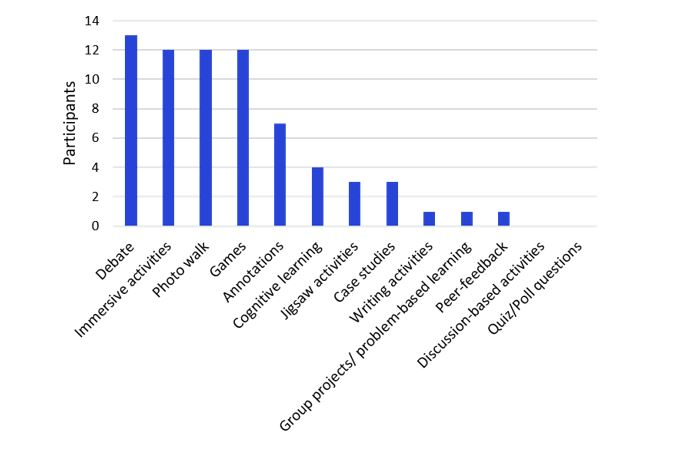 14
12
10
8
6
4
2
0
Participants
Debate
Immersive activities
Photo walk
Games
Annotations
Cognitive learning
Jigsaw activities
Case studies
Writing activities
Group projects/ problem-based learning
Peer-feedback
Discussion-based activities
Quiz/Poll questions